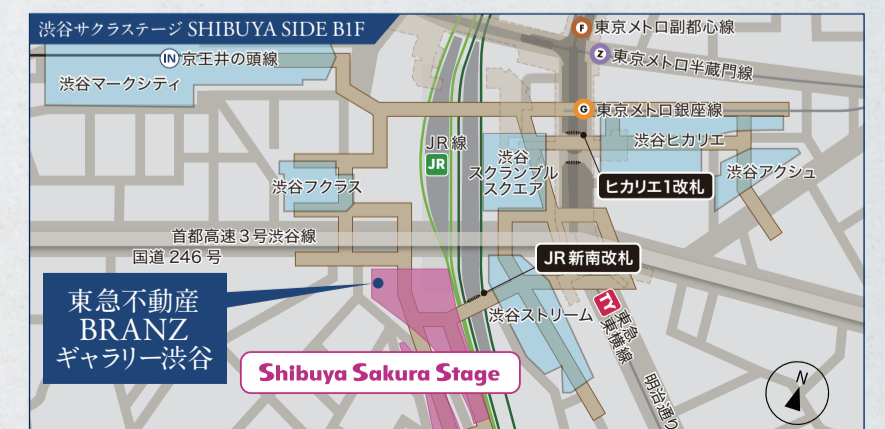 渋谷サクラステージ SHIBUYA SIDE B1F
F 東京メトロ副都心線
IN 京王井の頭線
Z 東京メトロ半蔵門線
渋谷マークシティ
G 東京メトロ銀座線
JR線
JR
渋谷
スクランブル
スクエア
渋谷ヒカリエ
渋谷フクラス
ヒカリエ1改札
渋谷アクシュ
首都高速3号渋谷線
国道246号
JR新南改札
東急不動産
BRANZ
ギャラリー渋谷
渋谷ストリーム
TY 東急
東横線
Shibuya Sakura Stage
明治通り
N